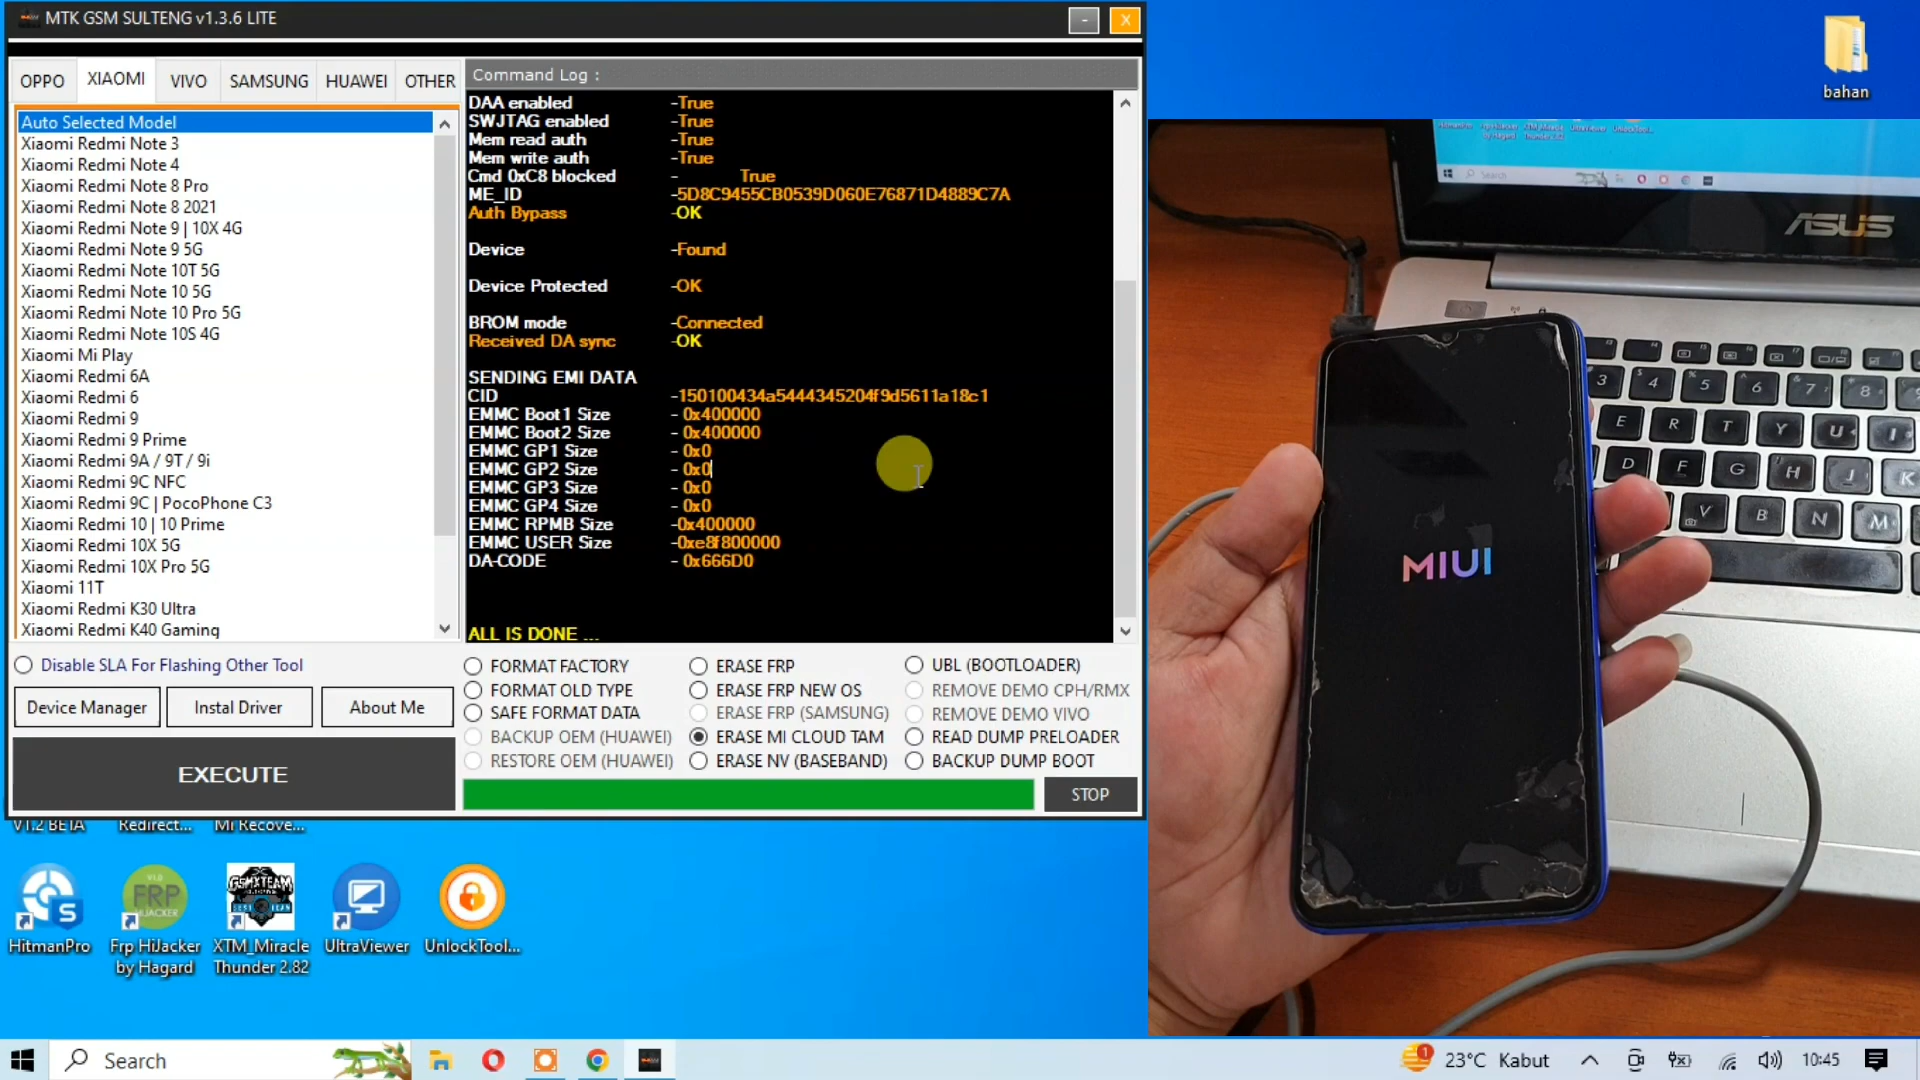 MTK GSM SULTENG v1.3.6 LITE
-
X
OPPO
XIAOMI
VIVO
SAMSUNG
HUAWEI
OTHER
Auto Selected Model
Xiaomi Redmi Note 3
Xiaomi Redmi Note 4
Xiaomi Redmi Note 8 Pro
Xiaomi Redmi Note 8 2021
Xiaomi Redmi Note 9 | 10X 4G
Xiaomi Redmi Note 9 5G
Xiaomi Redmi Note 10T 5G
Xiaomi Redmi Note 10 5G
Xiaomi Redmi Note 10 Pro 5G
Xiaomi Redmi Note 10S 4G
Xiaomi Mi Play
Xiaomi Redmi 6A
Xiaomi Redmi 6
Xiaomi Redmi 9
Xiaomi Redmi 9 Prime
Xiaomi Redmi 9A / 9T / 9i
Xiaomi Redmi 9C NFC
Xiaomi Redmi 9C | PocoPhone C3
Xiaomi Redmi 10 | 10 Prime
Xiaomi Redmi 10X 5G
Xiaomi Redmi 10X Pro 5G
Xiaomi 11T
Xiaomi Redmi K30 Ultra
Xiaomi Redmi K40 Gaming
Command Log :
DAA enabled -True
SWJTAG enabled -True
Mem read auth -True
Mem write auth -True
Cmd 0xC8 blocked - True
ME_ID -5D8C9455CB0539D060E76871D4889C7A
Auth Bypass -OK
Device -Found
Device Protected -OK
BROM mode -Connected
Received DA sync -OK
SENDING EMI DATA
CID -150100434a5444345204f9d5611a18c1
EMMC Boot1 Size - 0x400000
EMMC Boot2 Size - 0x400000
EMMC GP1 Size - 0x0
EMMC GP2 Size - 0x0
EMMC GP3 Size - 0x0
EMMC GP4 Size - 0x0
EMMC RPMB Size -0x400000
EMMC USER Size -0xe8f800000
DA-CODE - 0x666D0
ALL IS DONE ...
Disable SLA For Flashing Other Tool
Device Manager
Instal Driver
About Me
EXECUTE
FORMAT FACTORY
FORMAT OLD TYPE
SAFE FORMAT DATA
BACKUP OEM (HUAWEI)
RESTORE OEM (HUAWEI)
ERASE FRP
ERASE FRP NEW OS
ERASE FRP (SAMSUNG)
ERASE MI CLOUD TAM
ERASE NV (BASEBAND)
UBL (BOOTLOADER)
REMOVE DEMO CPH/RMX
REMOVE DEMO VIVO
READ DUMP PRELOADER
BACKUP DUMP BOOT
STOP
bahan
Search
ASUS
MIUI
V1.2 BETA
Redirect...
Mi Recove...
V1.0
FRP
HIJACKER
GSMXTEAM
HitmanPro
Frp HiJacker
by Hagard
XTM_Miracle
Thunder 2.82
UltraViewer
UnlockTool...
Search
1
23°C Kabut
10:45